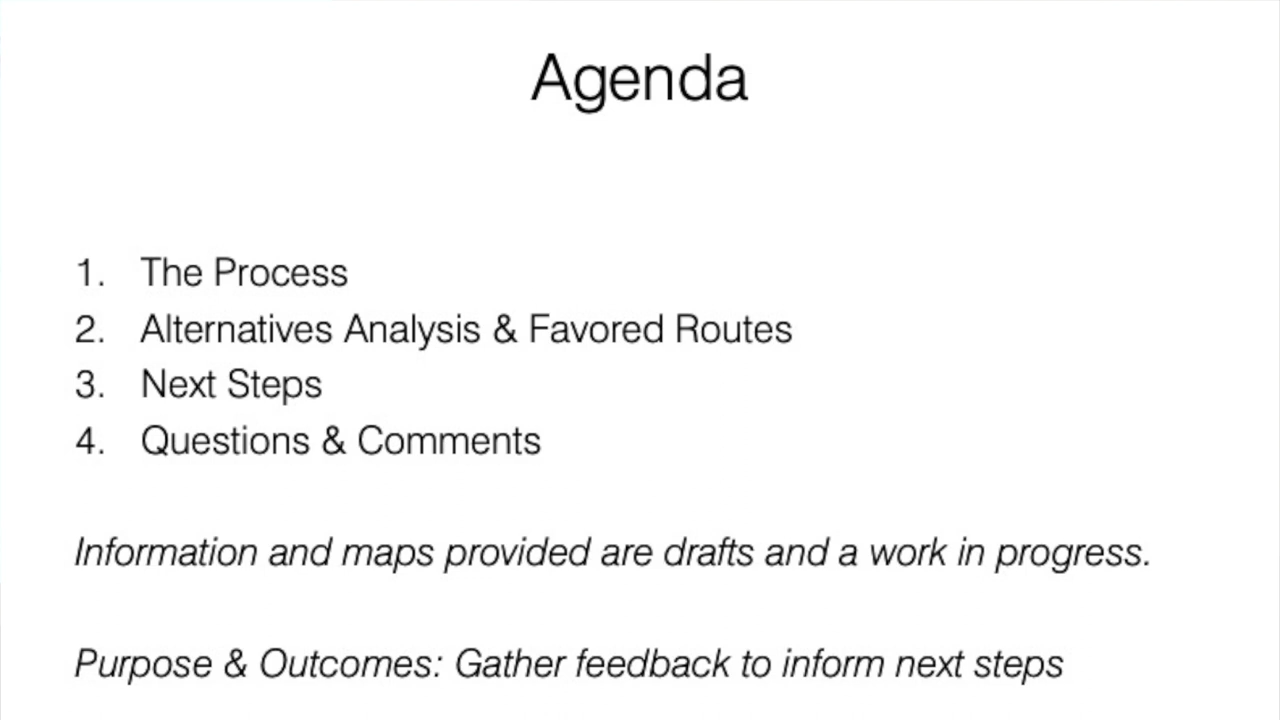 Agenda
1. The Process
2. Alternatives Analysis & Favored Routes
3. Next Steps
4. Questions & Comments
Information and maps provided are drafts and a work in progress.
Purpose & Outcomes: Gather feedback to inform next steps